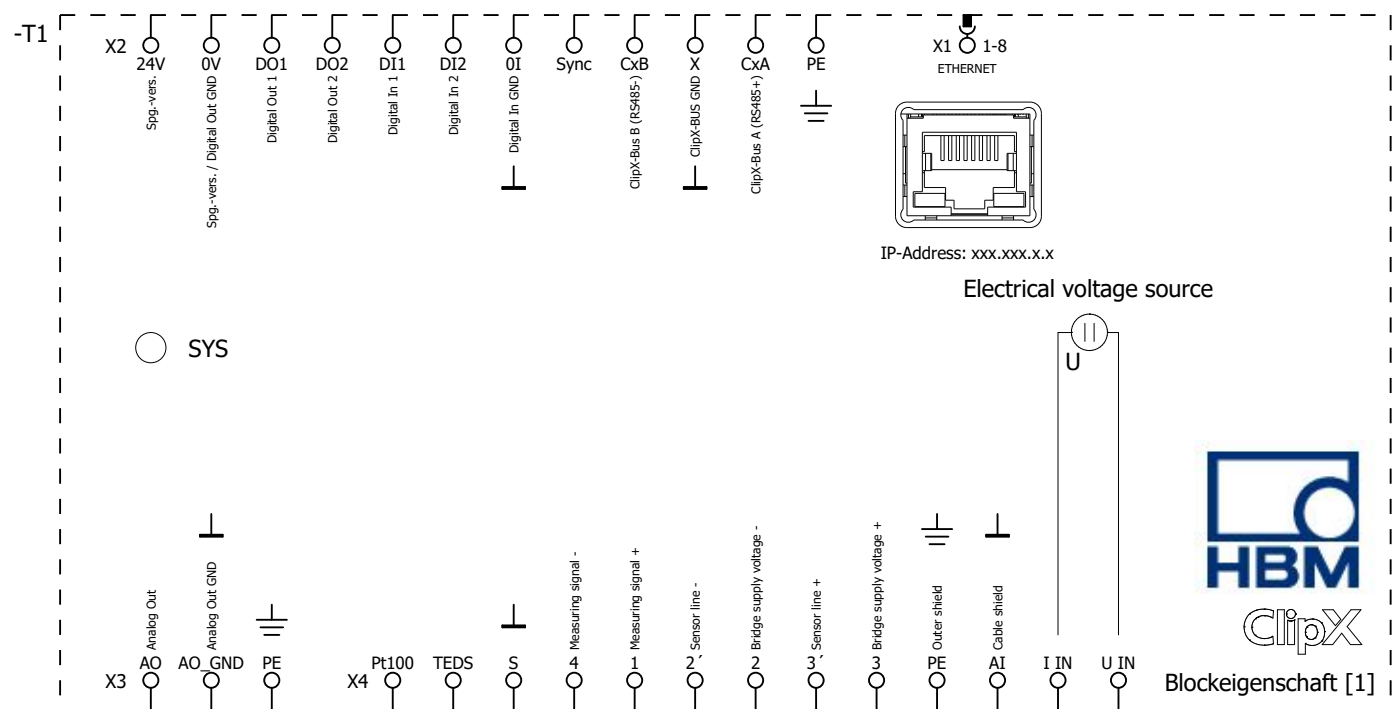 -T1
X2
24V 0V DO1 DO2 DI1 DI2 0I Sync CxB X CxA PE
X1 1-8
ETHERNET
Spg.-vers.
Spg.-vers. / Digital Out GND
Digital Out 1
Digital Out 2
Digital In 1
Digital In 2
Digital In GND
ClipX-Bus B (RS485-)
ClipX-BUS GND
ClipX-Bus A (RS485+)
IP-Address: xxx.xxx.x.x
Electrical voltage source
U
SYS
HBM
ClipX
Analog Out
Analog Out GND
Measuring signal -
Measuring signal +
Sensor line -
Bridge supply voltage -
Sensor line +
Bridge supply voltage +
Outer shield
Cable shield
X3
AO AO_GND PE
X4
Pt100 TEDS S 4 1 2´ 2 3´ 3 PE AI I IN U IN
Blockeigenschaft [1]